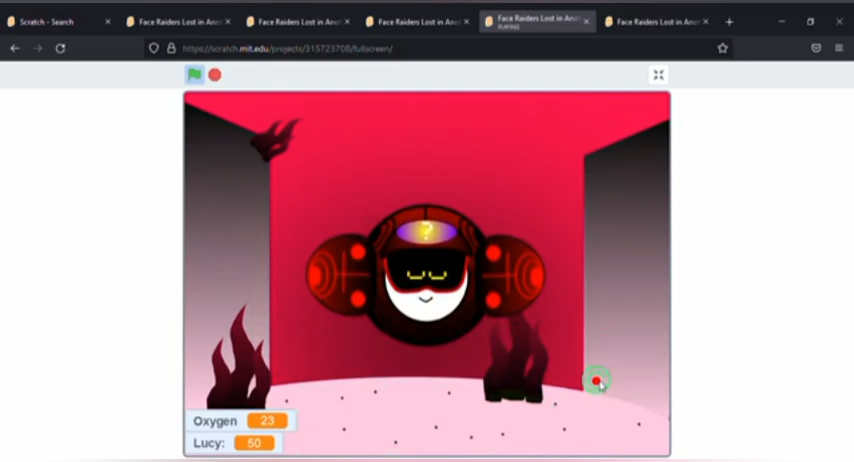 Scratch - Search
Face Raiders Lost in Ano
Face Raiders Lost in Ano
Face Raiders Lost in Ano
Face Raiders Lost in Ano
PLAYING
Face Raiders Lost in Ano
https://scratch.mit.edu/projects/315723708/fullscreen/
?
Oxygen 23
Lucy: 50